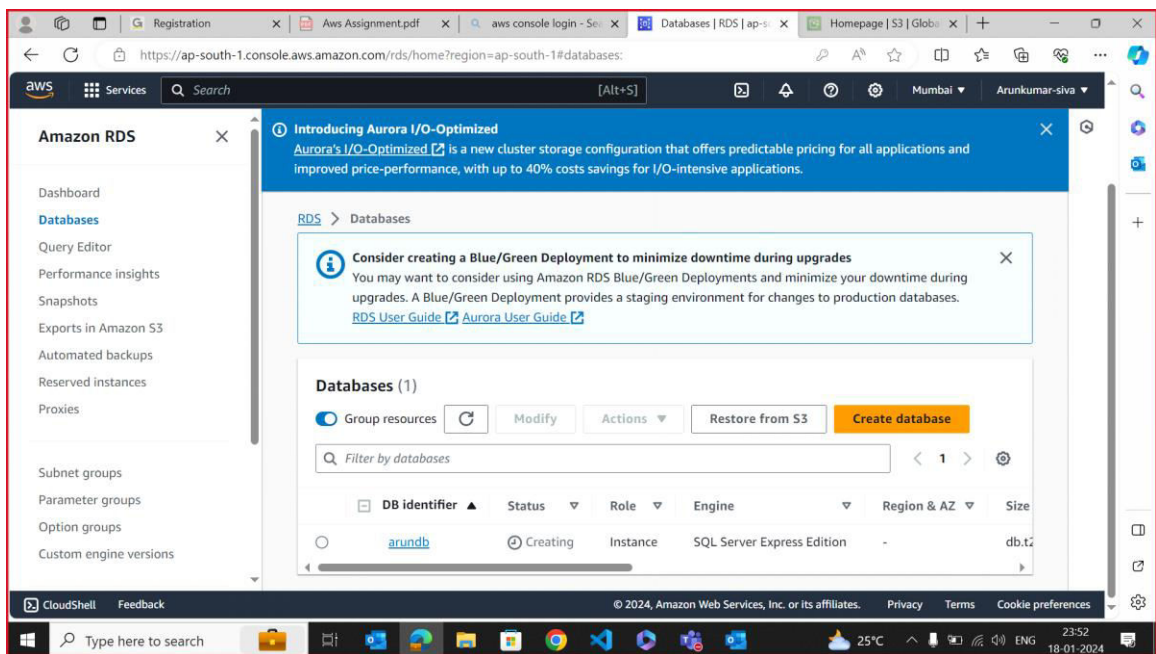 Registration
Aws Assignment.pdf
aws console login - Sea
Databases | RDS | ap-s
Homepage | S3 | Globa
https://ap-south-1.console.aws.amazon.com/rds/home?region=ap-south-1#databases:
aws
Services
Search
[Alt+S]
Mumbai
Arunkumar-siva
Amazon RDS
Dashboard
Databases
Query Editor
Performance insights
Snapshots
Exports in Amazon S3
Automated backups
Reserved instances
Proxies
Subnet groups
Parameter groups
Option groups
Custom engine versions
Introducing Aurora I/O-Optimized
Aurora's I/O-Optimized is a new cluster storage configuration that offers predictable pricing for all applications and
improved price-performance, with up to 40% costs savings for I/O-intensive applications.
RDS > Databases
Consider creating a Blue/Green Deployment to minimize downtime during upgrades
You may want to consider using Amazon RDS Blue/Green Deployments and minimize your downtime during
upgrades. A Blue/Green Deployment provides a staging environment for changes to production databases.
RDS User Guide Aurora User Guide
Databases (1)
Group resources
Modify
Actions
Restore from S3
Create database
Filter by databases
1
DB identifier Status Role Engine Region & AZ Size
arundb Creating Instance SQL Server Express Edition - db.t2
CloudShell Feedback
© 2024, Amazon Web Services, Inc. or its affiliates. Privacy Terms Cookie preferences
Type here to search
25°C
ENG
23:52
18-01-2024